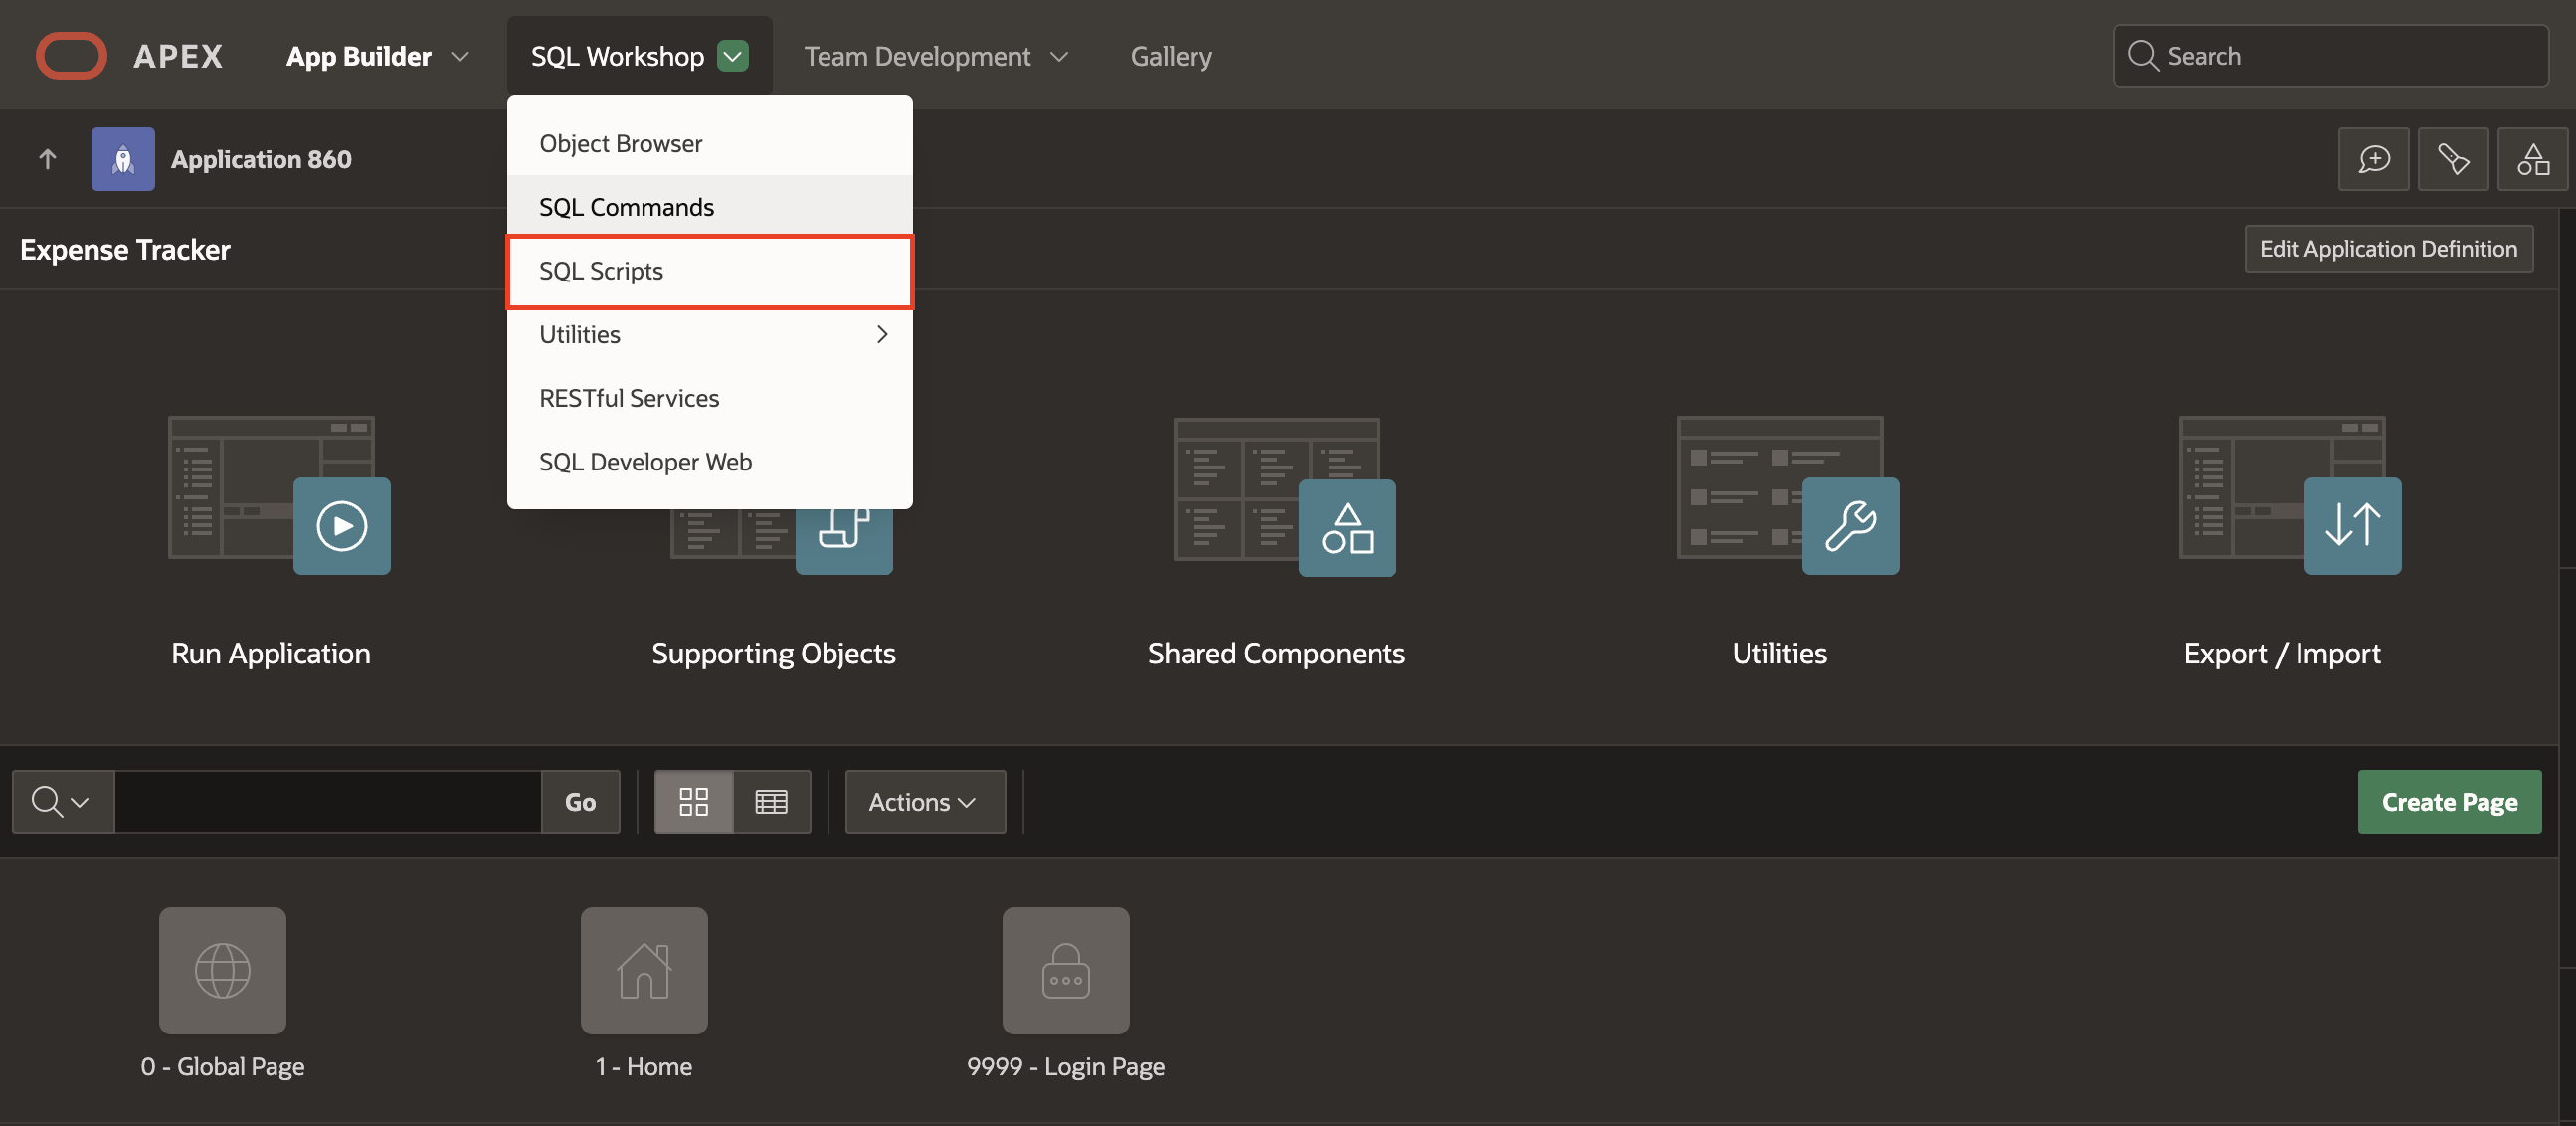 APEX App Builder SQL Workshop Team Development Gallery Search
Object Browser
Application 860
SQL Commands
Expense Tracker
Edit Application Definition
SQL Scripts
Utilities
RESTful Services
SQL Developer Web
Run Application
Supporting Objects
Shared Components
Utilities
Export / Import
Go
Actions
Create Page
0 - Global Page
1 - Home
9999 - Login Page